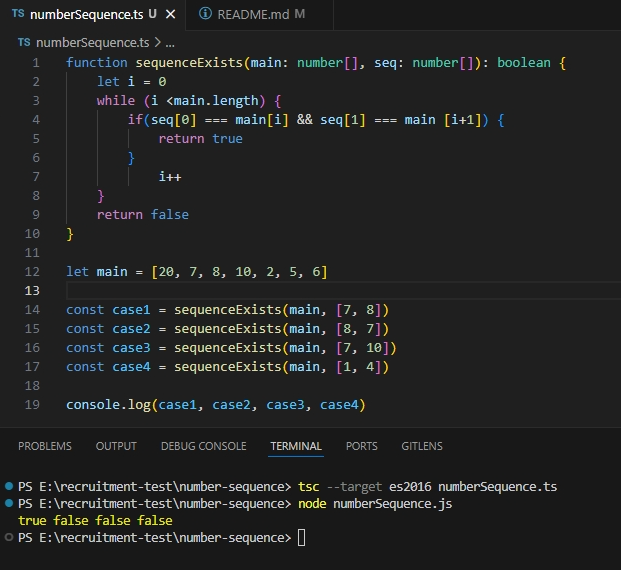 TS numberSequence.ts U × ⓘ README.md M
TS numberSequence.ts > ...
1 function sequenceExists(main: number[], seq: number[]): boolean {
2 let i = 0
3 while (i <main.length) {
4 if(seq[0] === main[i] && seq[1] === main [i+1]) {
5 return true
6 }
7 i++
8 }
9 return false
10 }
11
12 let main = [20, 7, 8, 10, 2, 5, 6]
13
14 const case1 = sequenceExists(main, [7, 8])
15 const case2 = sequenceExists(main, [8, 7])
16 const case3 = sequenceExists(main, [7, 10])
17 const case4 = sequenceExists(main, [1, 4])
18
19 console.log(case1, case2, case3, case4)
PROBLEMS OUTPUT DEBUG CONSOLE TERMINAL PORTS GITLENS
PS E:\recruitment-test\number-sequence> tsc --target es2016 numberSequence.ts
PS E:\recruitment-test\number-sequence> node numberSequence.js
true false false false
PS E:\recruitment-test\number-sequence>